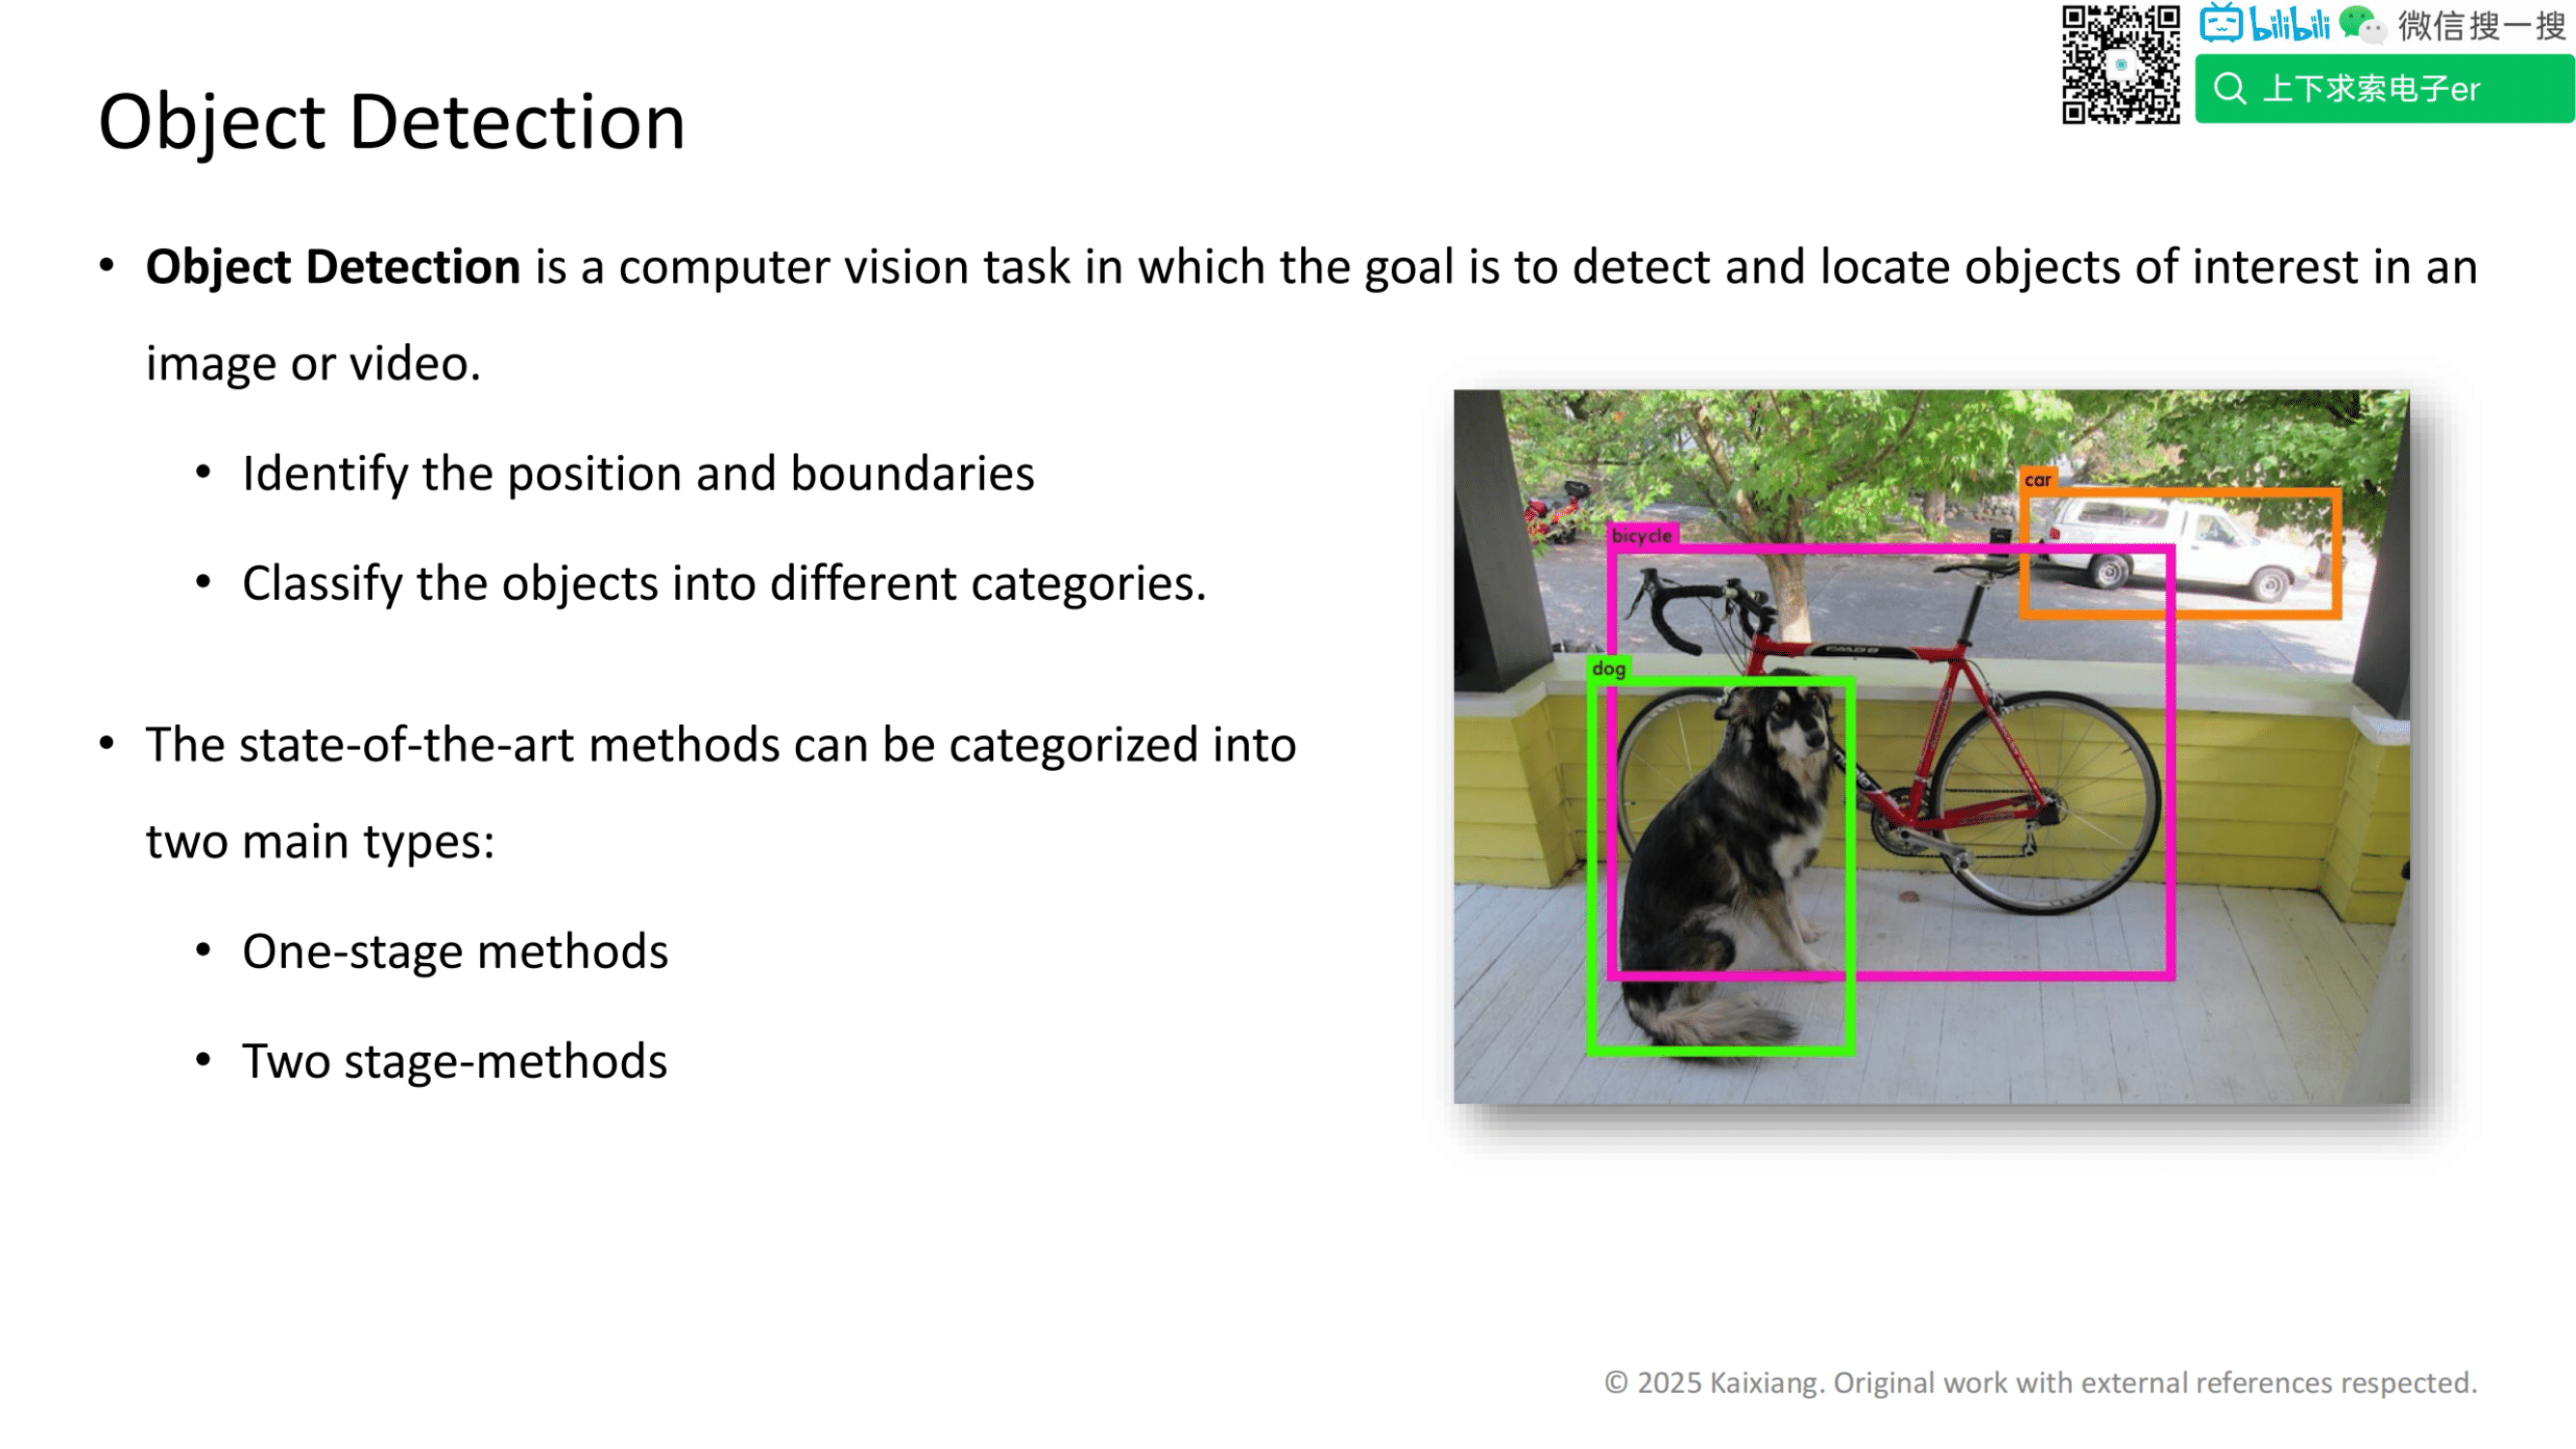 bilibili 微信搜一搜
上下求索电子er
Object Detection
• Object Detection is a computer vision task in which the goal is to detect and locate objects of interest in an
image or video.
• Identify the position and boundaries
• Classify the objects into different categories.
• The state-of-the-art methods can be categorized into
two main types:
• One-stage methods
• Two stage-methods
car
bicycle
dog
© 2025 Kaixiang. Original work with external references respected.